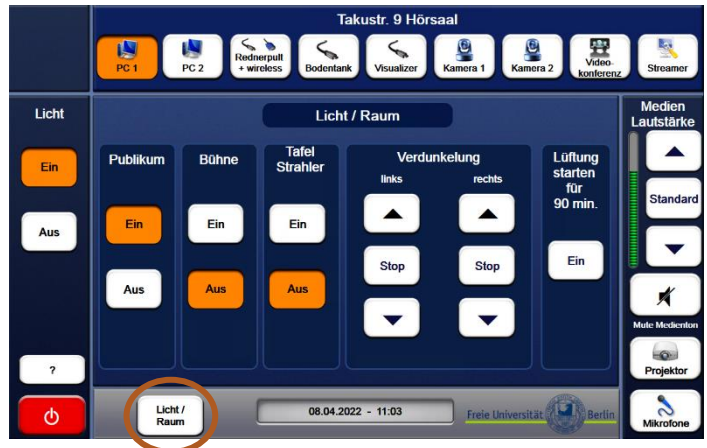 Takustr. 9 Hörsaal
PC 1
PC 2
Rednerpult
+ wireless
Bodentank
Visualizer
Kamera 1
Kamera 2
Video-
konferenz
Streamer
Licht
Ein
Aus
?
Licht / Raum
Publikum
Ein
Aus
Bühne
Ein
Aus
Tafel
Strahler
Ein
Aus
Verdunkelung
links
rechts
Stop
Stop
Lüftung
starten
für
90 min.
Ein
Medien
Lautstärke
Standard
Mute Medienton
Projektor
Mikrofone
Licht /
Raum
08.04.2022 - 11:03
Freie Universität Berlin